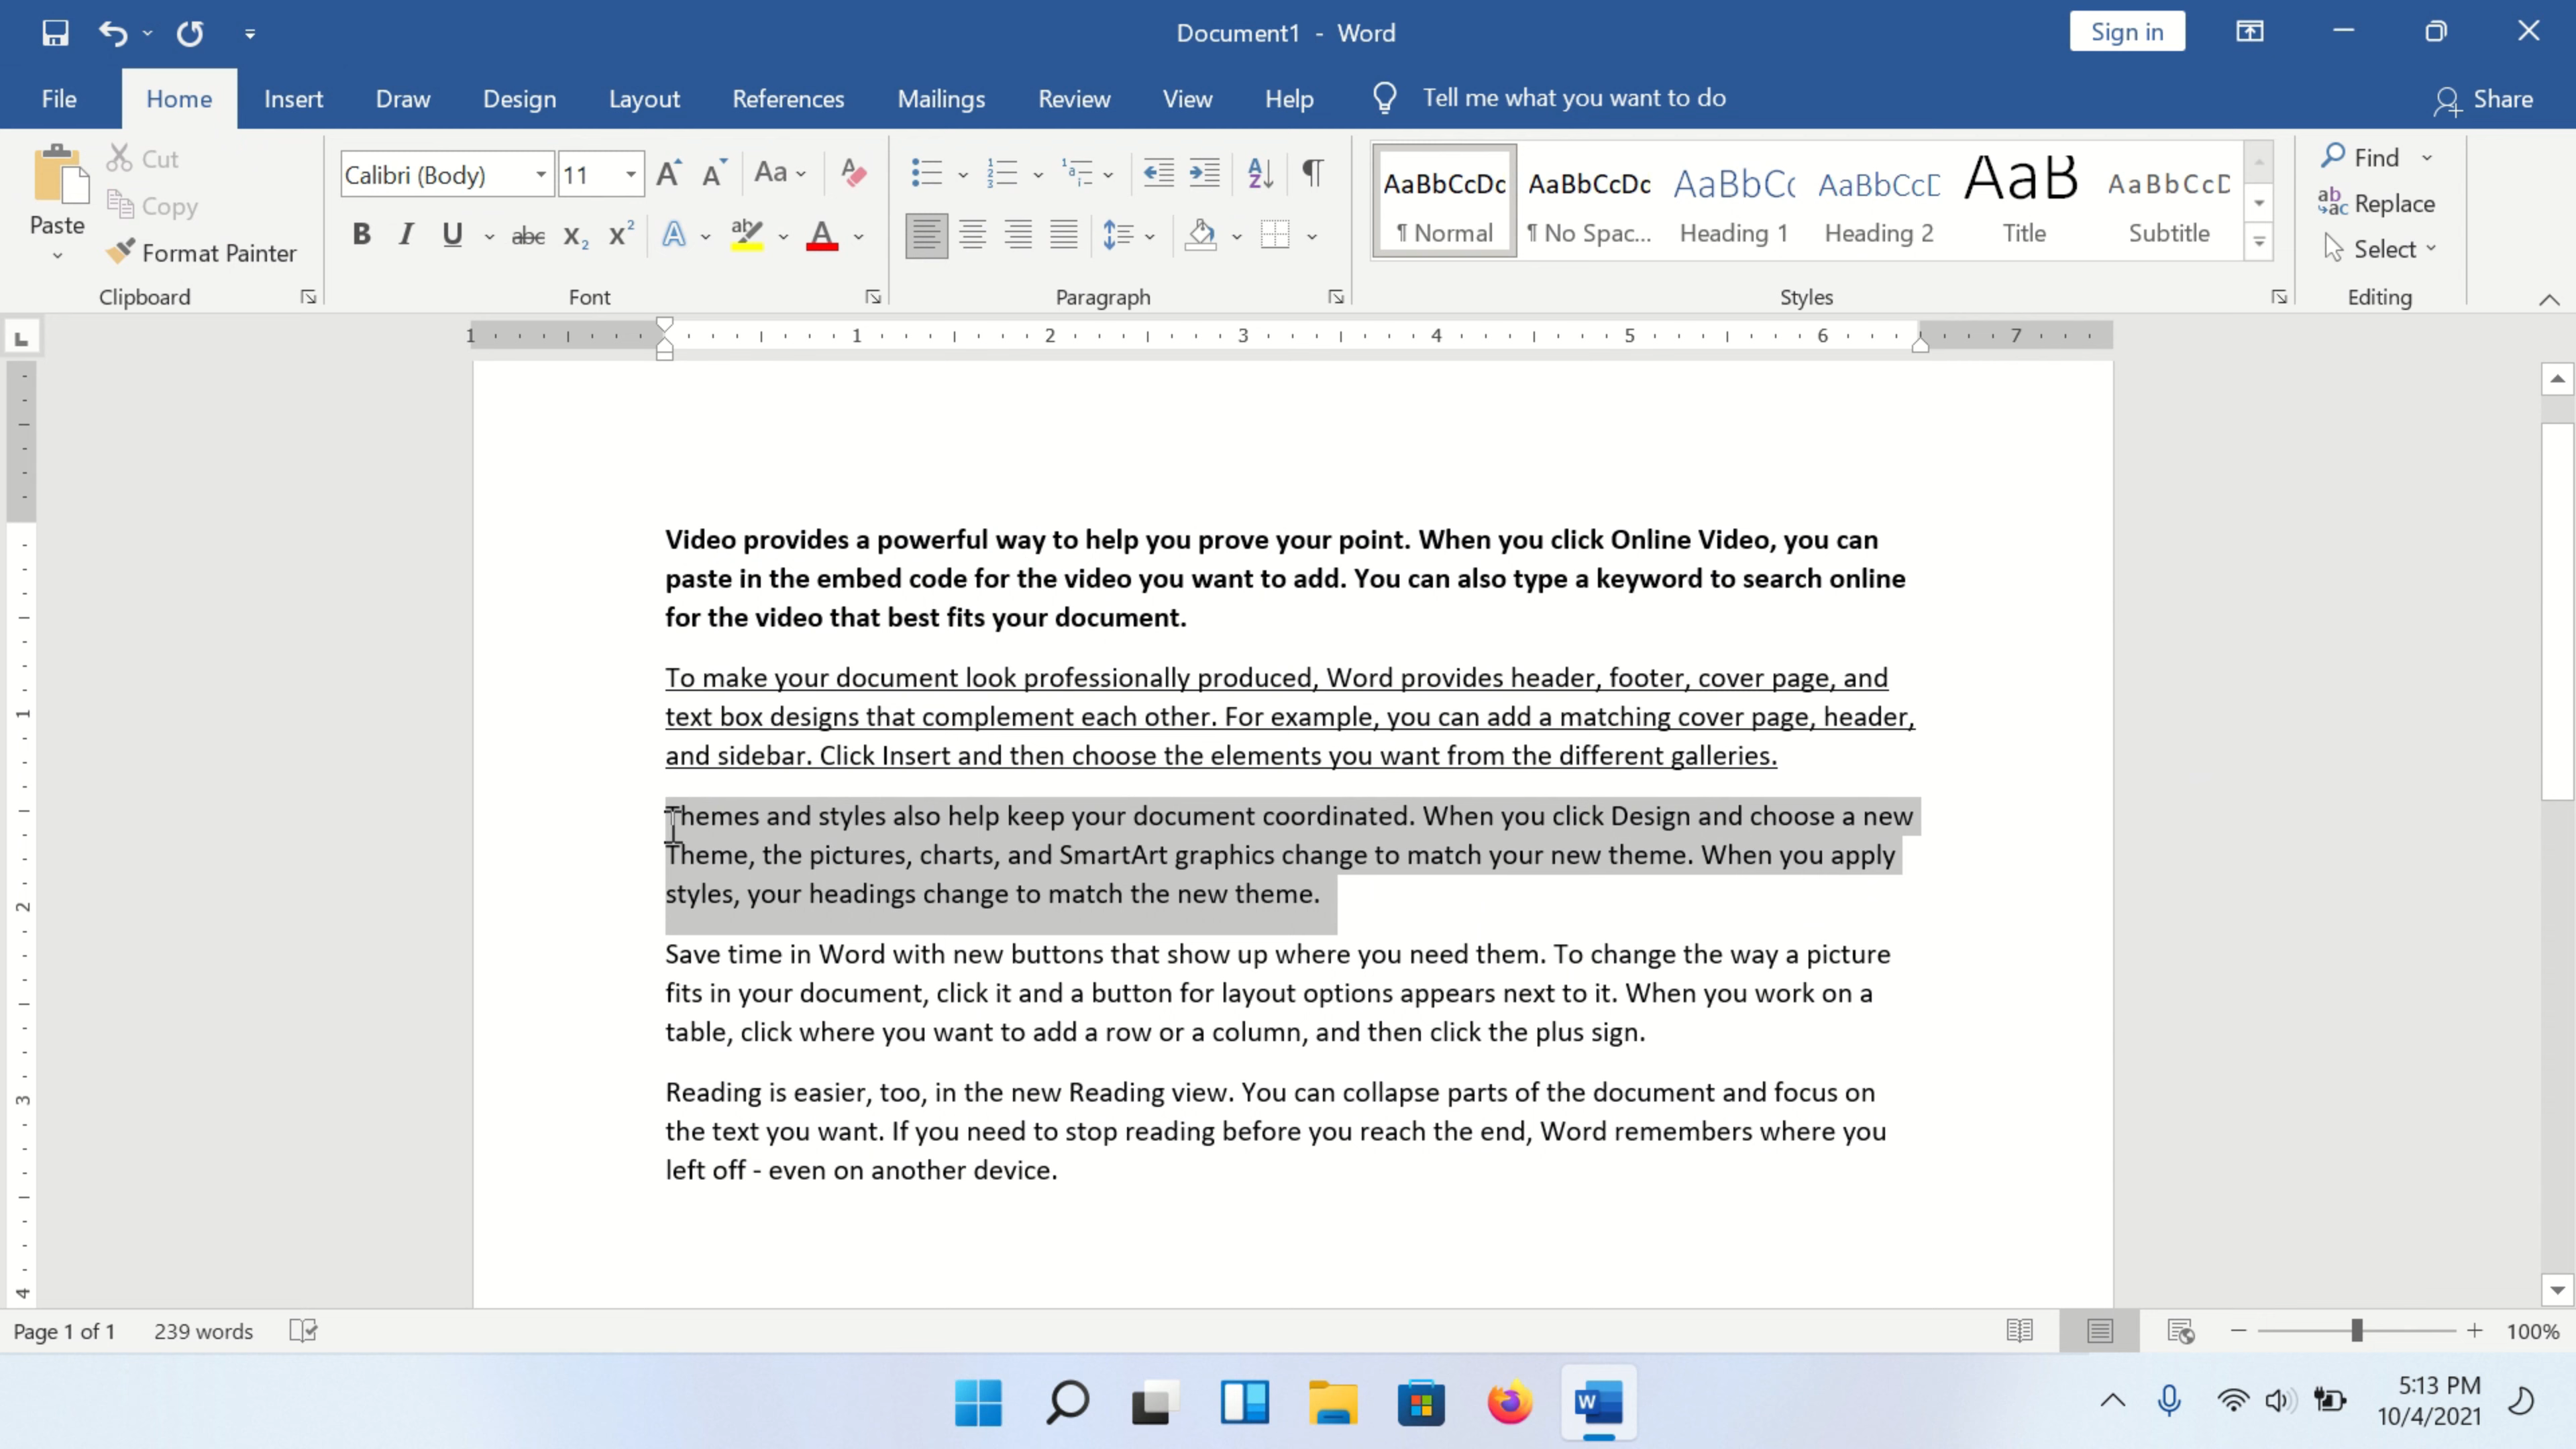 Document1 - Word
Sign in
File Home Insert Draw Design Layout References Mailings Review View Help Tell me what you want to do Share
Paste
Cut
Copy
Format Painter
Clipboard
Calibri (Body) 11
Font
Paragraph
AaBbCcDc AaBbCcDc AaBbCc AaBbCcD AaB AaBbCcD
¶ Normal ¶ No Spac... Heading 1 Heading 2 Title Subtitle
Styles
Find
Replace
Select
Editing
1 1 2 3 4 5 6 7
Video provides a powerful way to help you prove your point. When you click Online Video, you can
paste in the embed code for the video you want to add. You can also type a keyword to search online
for the video that best fits your document.
To make your document look professionally produced, Word provides header, footer, cover page, and
text box designs that complement each other. For example, you can add a matching cover page, header,
and sidebar. Click Insert and then choose the elements you want from the different galleries.
Themes and styles also help keep your document coordinated. When you click Design and choose a new
Theme, the pictures, charts, and SmartArt graphics change to match your new theme. When you apply
styles, your headings change to match the new theme.
Save time in Word with new buttons that show up where you need them. To change the way a picture
fits in your document, click it and a button for layout options appears next to it. When you work on a
table, click where you want to add a row or a column, and then click the plus sign.
Reading is easier, too, in the new Reading view. You can collapse parts of the document and focus on
the text you want. If you need to stop reading before you reach the end, Word remembers where you
left off - even on another device.
1
2
3
4
Page 1 of 1 239 words 100%
5:13 PM
10/4/2021